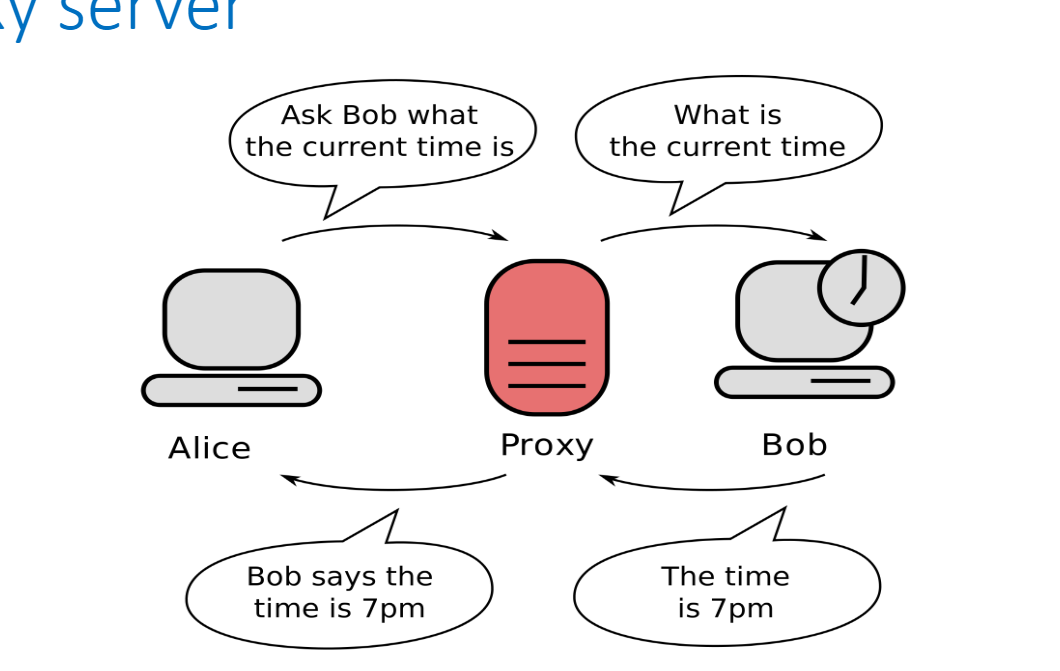 server
Ask Bob what
the current time is
What is
the current time
Alice
Proxy
Bob
Bob says the
time is 7pm
The time
is 7pm